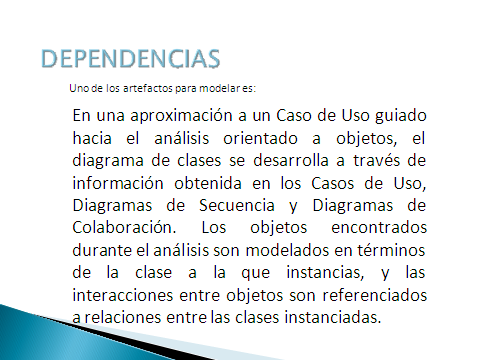 DEPENDENCIAS
Uno de los artefactos para modelar es:
En una aproximación a un Caso de Uso guiado
hacia el análisis orientado a objetos, el
diagrama de clases se desarrolla a través de
información obtenida en los Casos de Uso,
Diagramas de Secuencia y Diagramas de
Colaboración. Los objetos encontrados
durante el análisis son modelados en términos
de la clase a la que instancias, y las
interacciones entre objetos son referenciados
a relaciones entre las clases instanciadas.